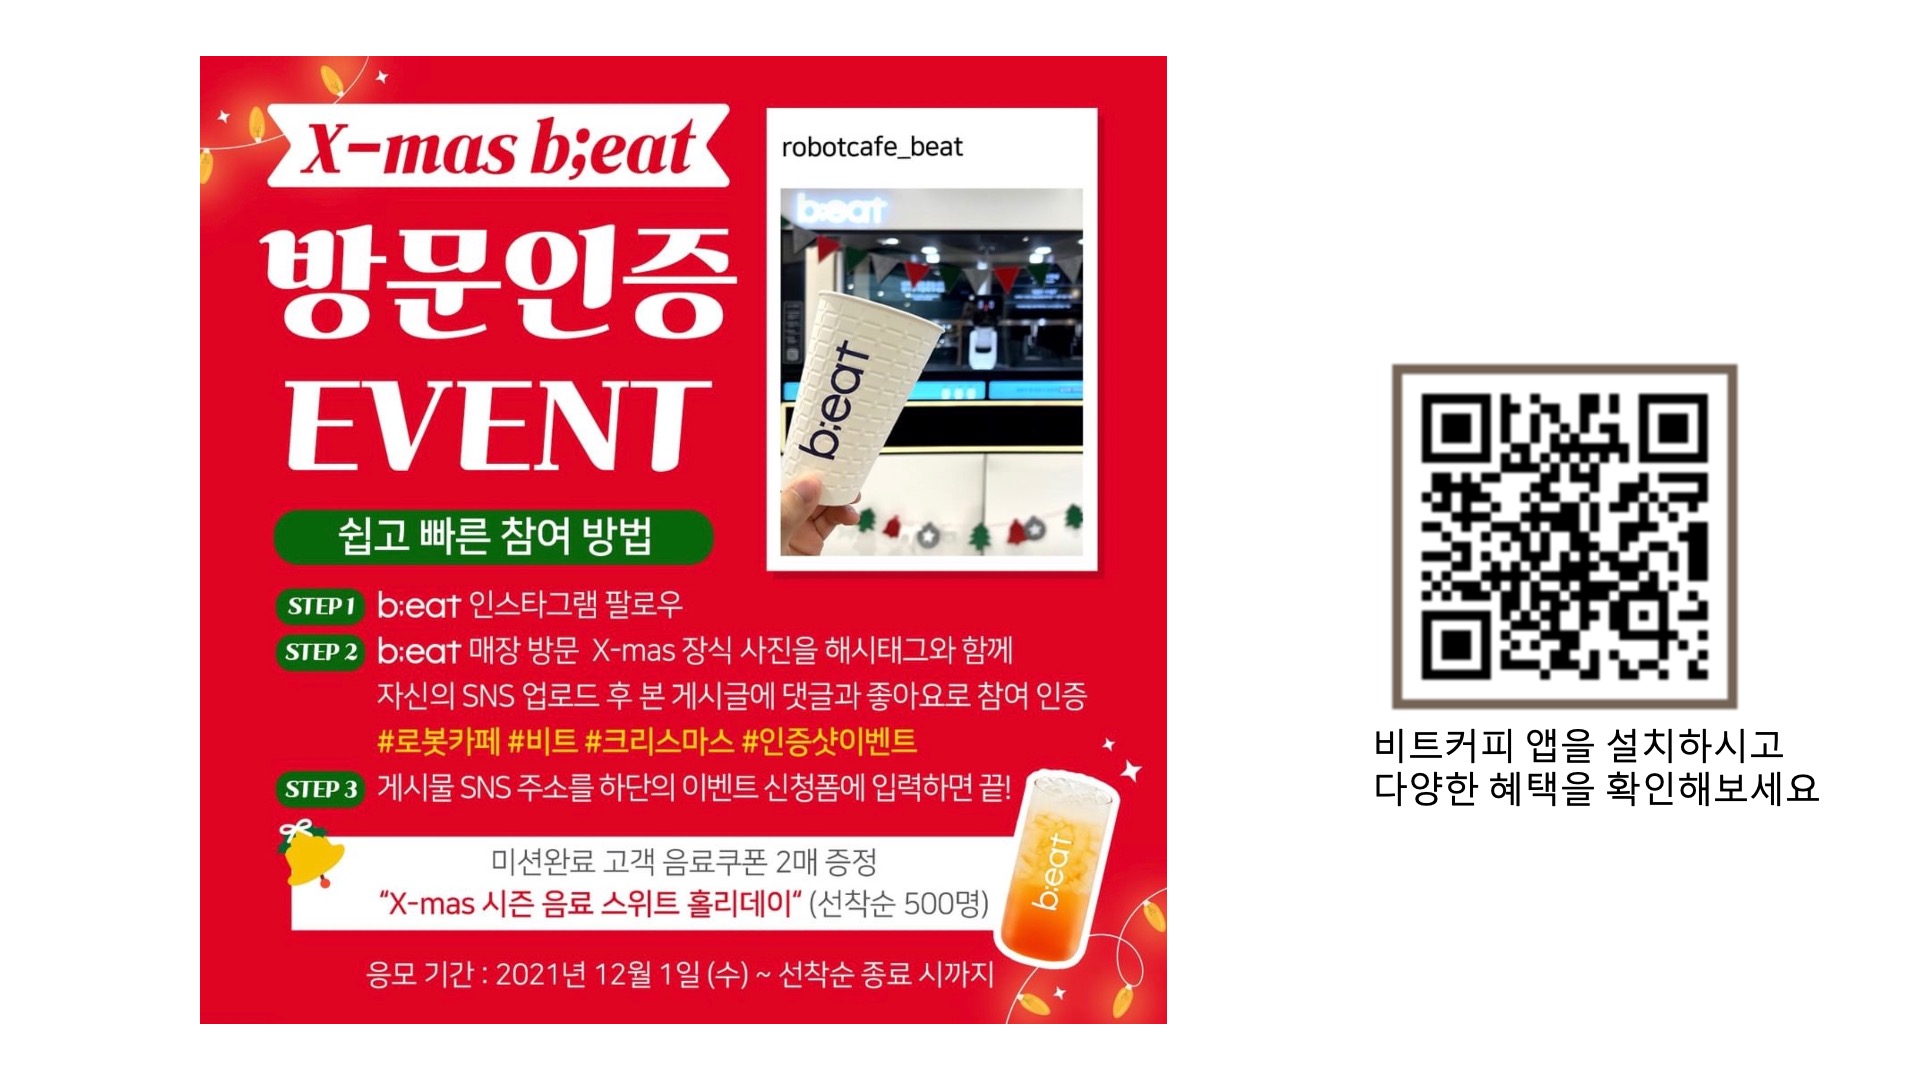 X-mas b;eat
방문인증
EVENT
robotcafe_beat
b;eat
b;eat
쉽고 빠른 참여 방법
STEP 1 b;eat 인스타그램 팔로우
STEP 2 b;eat 매장 방문 X-mas 장식 사진을 해시태그와 함께
자신의 SNS 업로드 후 본 게시글에 댓글과 좋아요로 참여 인증
#로봇카페 #비트 #크리스마스 #인증샷이벤트
STEP 3 게시물 SNS 주소를 하단의 이벤트 신청폼에 입력하면 끝!
미션완료 고객 음료쿠폰 2매 증정
“X-mas 시즌 음료 스위트 홀리데이“ (선착순 500명)
b;eat
응모 기간 : 2021년 12월 1일 (수) ~ 선착순 종료 시까지
비트커피 앱을 설치하시고
다양한 혜택을 확인해보세요